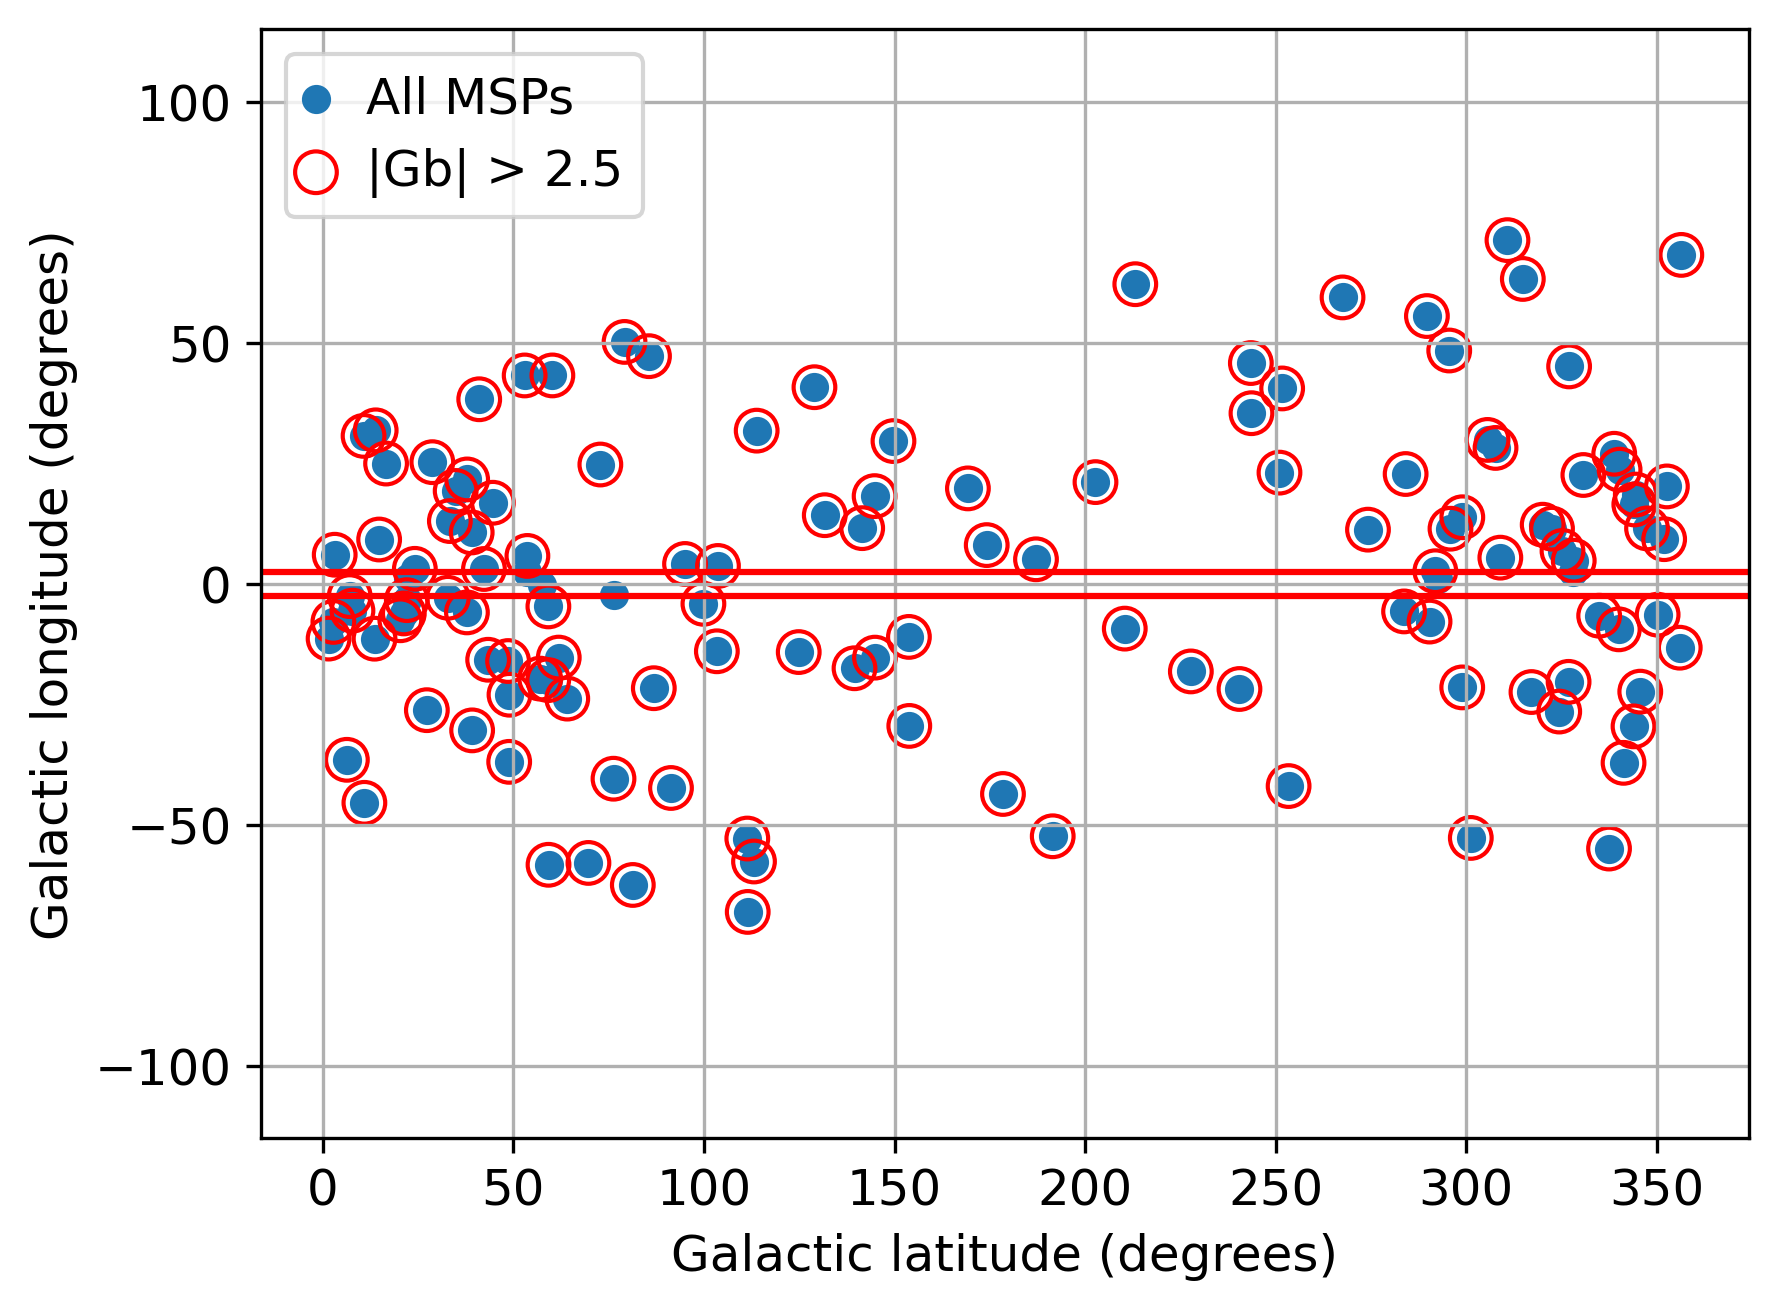 All MSPs
|Gb| > 2.5
100
50
0
−50
−100
Galactic longitude (degrees)
0 50 100 150 200 250 300 350
Galactic latitude (degrees)